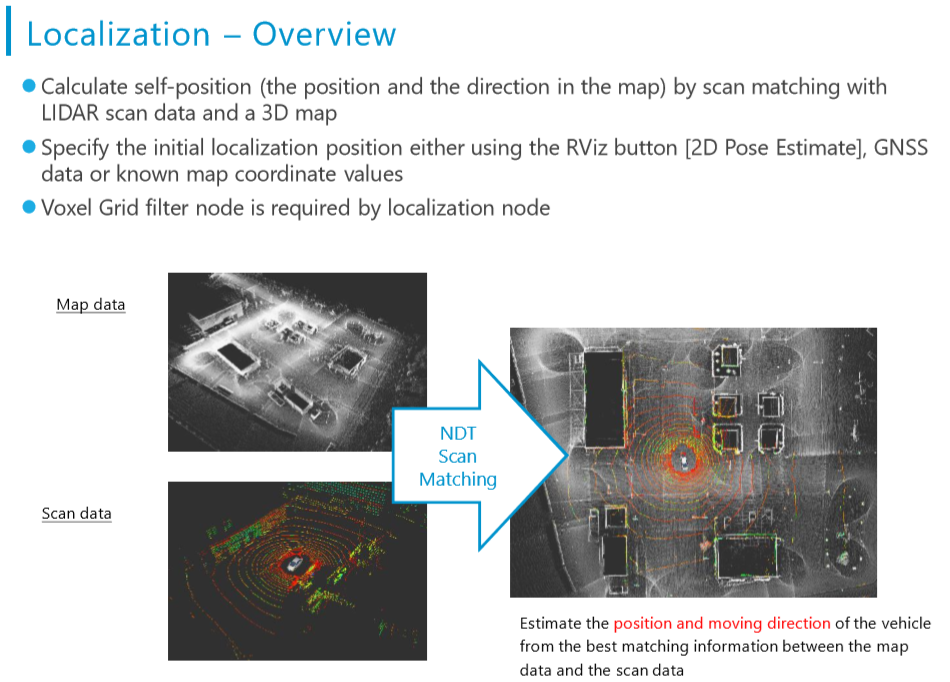 Localization – Overview
Calculate self-position (the position and the direction in the map) by scan matching with
LIDAR scan data and a 3D map
Specify the initial localization position either using the RViz button [2D Pose Estimate], GNSS
data or known map coordinate values
Voxel Grid filter node is required by localization node
Map data
NDT
Scan
Matching
Scan data
Estimate the position and moving direction of the vehicle
from the best matching information between the map
data and the scan data